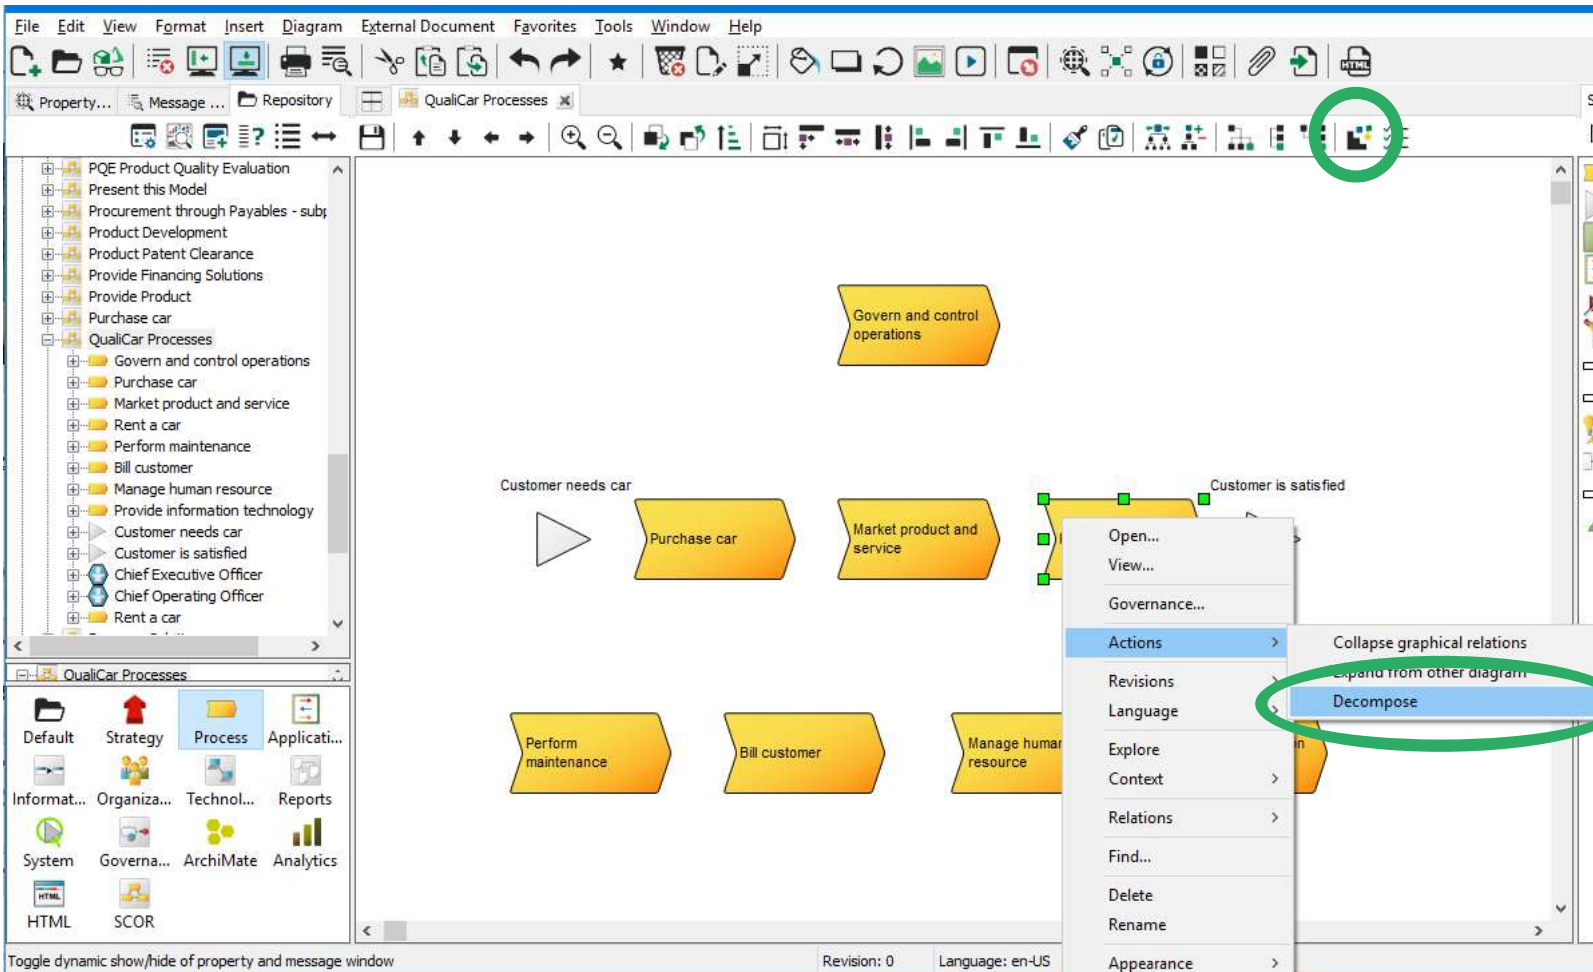 File Edit View Format Insert Diagram External Document Favorites Tools Window Help
HTML
Property... Message ... Repository QualiCar Processes
PQE Product Quality Evaluation
Present this Model
Procurement through Payables - subp
Product Development
Product Patent Clearance
Provide Financing Solutions
Provide Product
Purchase car
QualiCar Processes
Govern and control operations
Purchase car
Market product and service
Rent a car
Perform maintenance
Bill customer
Manage human resource
Provide information technology
Customer needs car
Customer is satisfied
Chief Executive Officer
Chief Operating Officer
Rent a car
QualiCar Processes
Default Strategy Process Applicati...
Informat... Organiza... Technol... Reports
System Governa... ArchiMate Analytics
HTML
HTML SCOR
Govern and control
operations
Customer needs car
Purchase car
Market product and
service
Customer is satisfied
Perform
maintenance
Bill customer
Manage human
resource
Open...
View...
Governance...
Actions
Revisions
Language
Explore
Context
Relations
Find...
Delete
Rename
Appearance
Collapse graphical relations
Expand from other diagram
Decompose
Toggle dynamic show/hide of property and message window
Revision: 0
Language: en-US